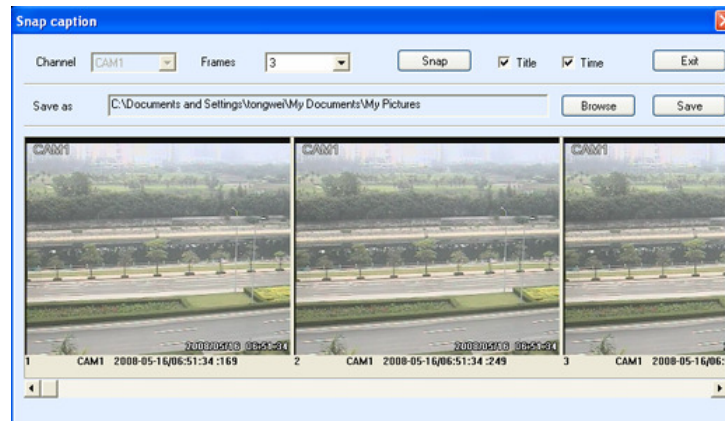 Snap caption
Channel CAM1 Frames 3 Snap Title Time Exit
Save as C:\Documents and Settings\tongwei\My Documents\My Pictures Browse Save
CAM1 CAM1 CAM1
2008/05/16 06:51:34 2008/05/16 06:51:34
1 CAM1 2008-05-16/06:51:34 :169 2 CAM1 2008-05-16/06:51:34 :249 3 CAM1 2008-05-16/06: